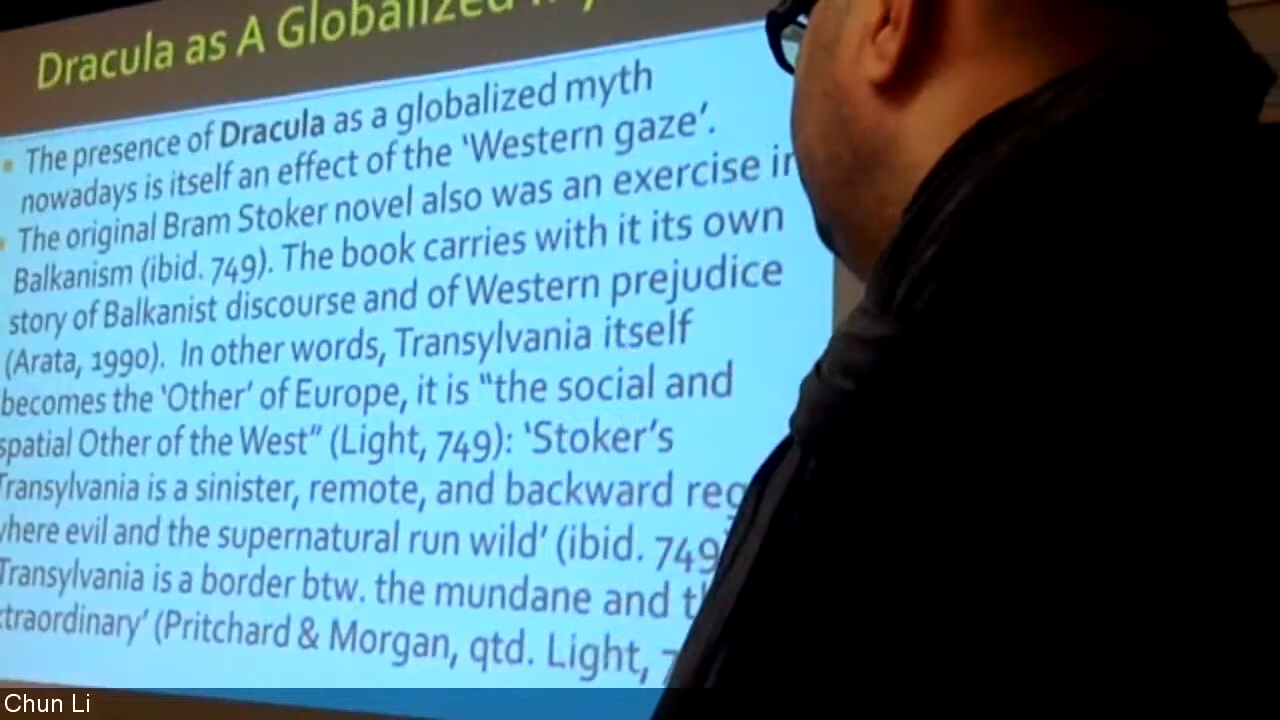 Dracula as A Globalized
The presence of Dracula as a globalized myth
nowadays is itself an effect of the 'Western gaze'.
The original Bram Stoker novel also was an exercise in
Balkanism (ibid. 749). The book carries with it its own
story of Balkanist discourse and of Western prejudice
(Arata, 1990). In other words, Transylvania itself
becomes the 'Other' of Europe, it is "the social and
spatial Other of the West" (Light, 749): 'Stoker's
Transylvania is a sinister, remote, and backward reg
where evil and the supernatural run wild' (ibid. 749
Transylvania is a border btw. the mundane and th
xtraordinary' (Pritchard & Morgan, qtd. Light, 7
Chun Li